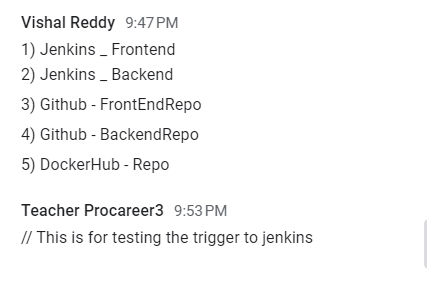 Vishal Reddy 9:47 PM
1) Jenkins _ Frontend
2) Jenkins _ Backend
3) Github - FrontEndRepo
4) Github - BackendRepo
5) DockerHub - Repo
Teacher Procareer3 9:53 PM
// This is for testing the trigger to jenkins